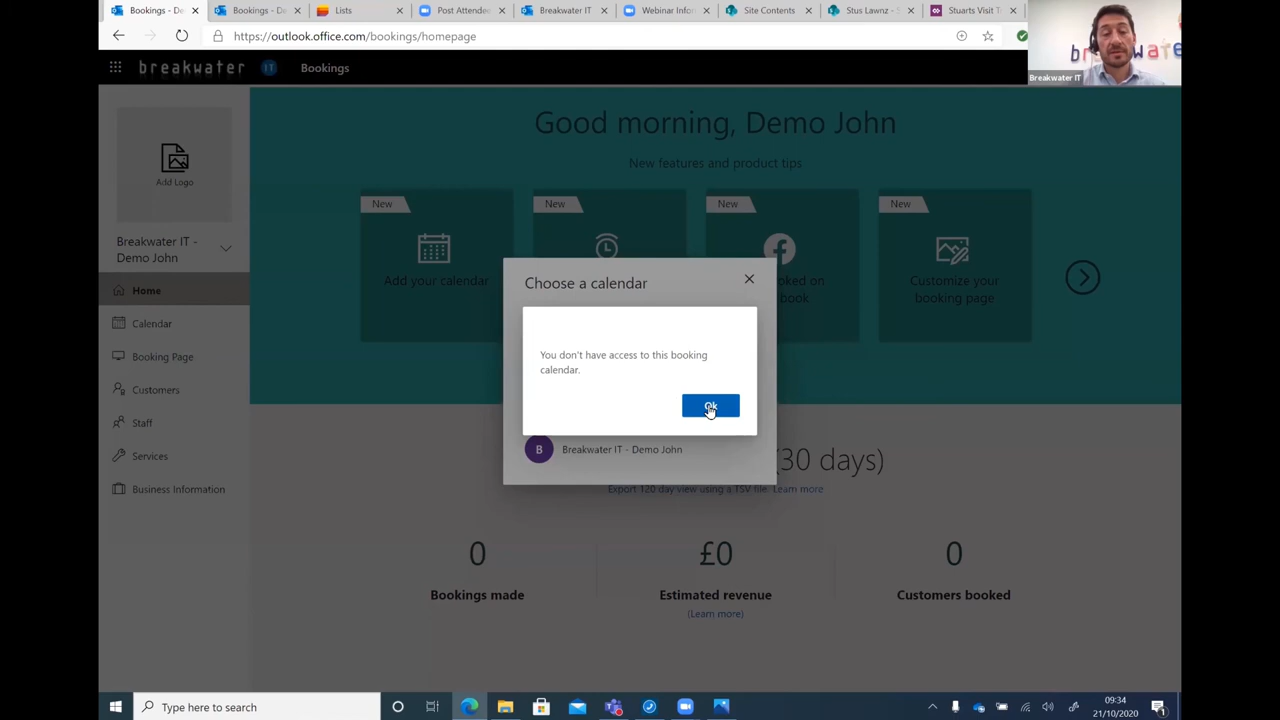 Bookings - De
Bookings - De
Lists
Post Attended
Breakwater IT
Webinar Infor
Site Contents
Stus Lawnz - S
Stuarts Visit T
https://outlook.office.com/bookings/homepage
breakwater IT Bookings
Breakwater IT
Good morning, Demo John
New features and product tips
Add Logo
New
New
New
New
Breakwater IT -
Demo John
Add your calendar
Customize your
booking page
Choose a calendar
Home
Calendar
Booking Page
Customers
Staff
Services
Business Information
You don't have access to this booking
calendar.
Ok
B Breakwater IT - Demo John
(30 days)
Export 120 day view using a TSV file. Learn more
0
£0
0
Bookings made
Estimated revenue
Customers booked
(Learn more)
Type here to search
09:34
21/10/2020